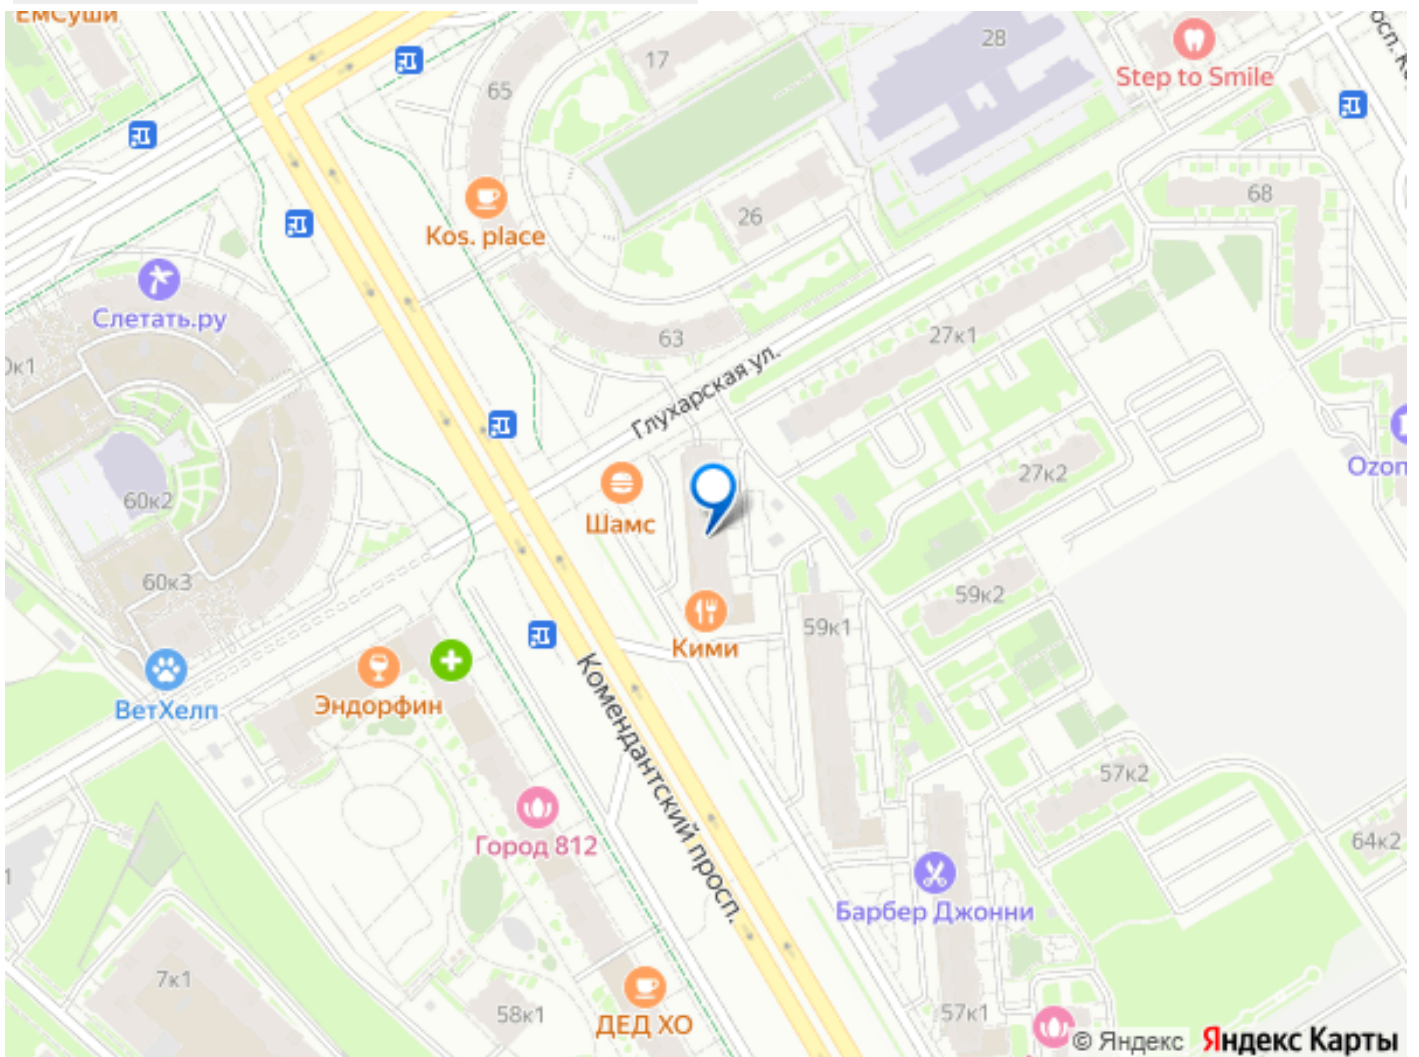 ЕмСуши
28
17
Step to Smile
65
68
26
Kos. place
Слетать.ру
63
27к1
Глухарская ул.
60к2
Шамс
27к2
Ozon
60к3
59к2
59к1
Кими
ВетХелп
Эндорфин
Комендантский просп.
57к2
Город 812
64к2
Барбер Джонни
7к1
58к1
ДЕД ХО
57к1
© Яндекс Яндекс Карты